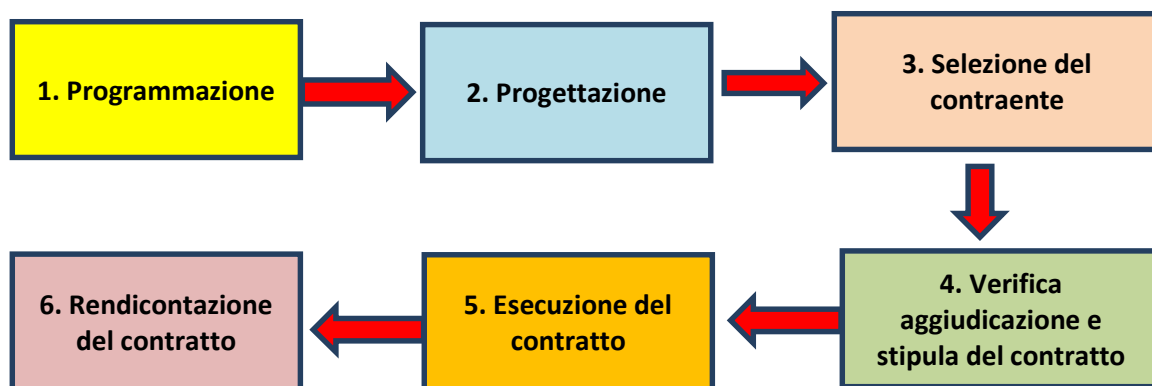 1. Programmazione
2. Progettazione
3. Selezione del
contraente
4. Verifica
aggiudicazione e
stipula del contratto
5. Esecuzione del
contratto
6. Rendicontazione
del contratto